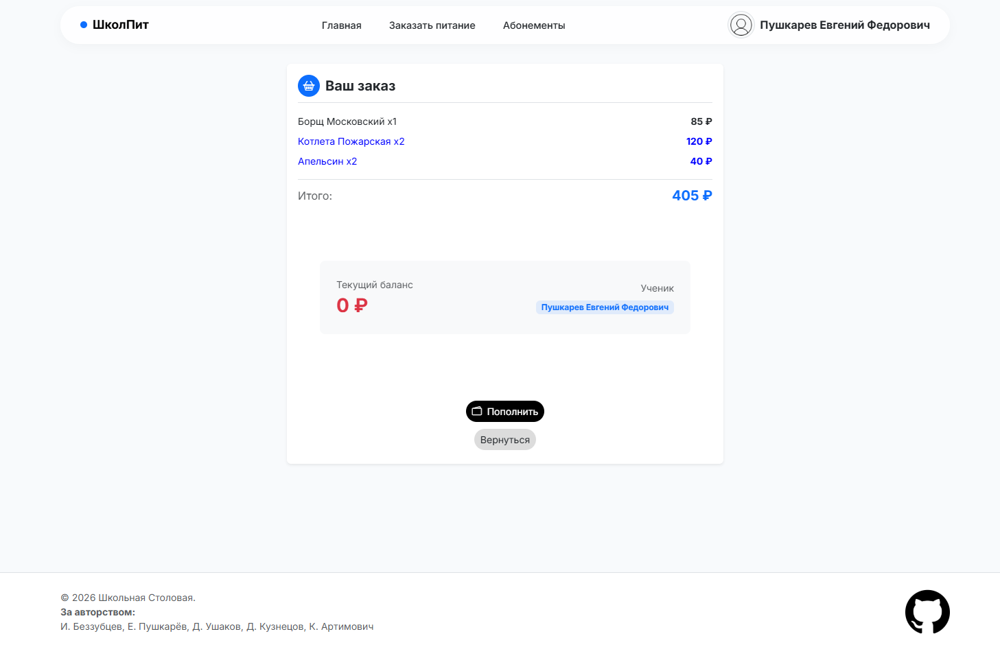 ШколПит
Главная
Заказать питание
Абонементы
Пушкарев Евгений Федорович
Ваш заказ
Борщ Московский x1 85 ₽
Котлета Пожарская x2 120 ₽
Апельсин x2 40 ₽
Итого: 405 ₽
Текущий баланс
0 ₽
Ученик
Пушкарев Евгений Федорович
Пополнить
Вернуться
© 2026 Школьная Столовая.
За авторством:
И. Беззубцев, Е. Пушкарёв, Д. Ушаков, Д. Кузнецов, К. Артимович